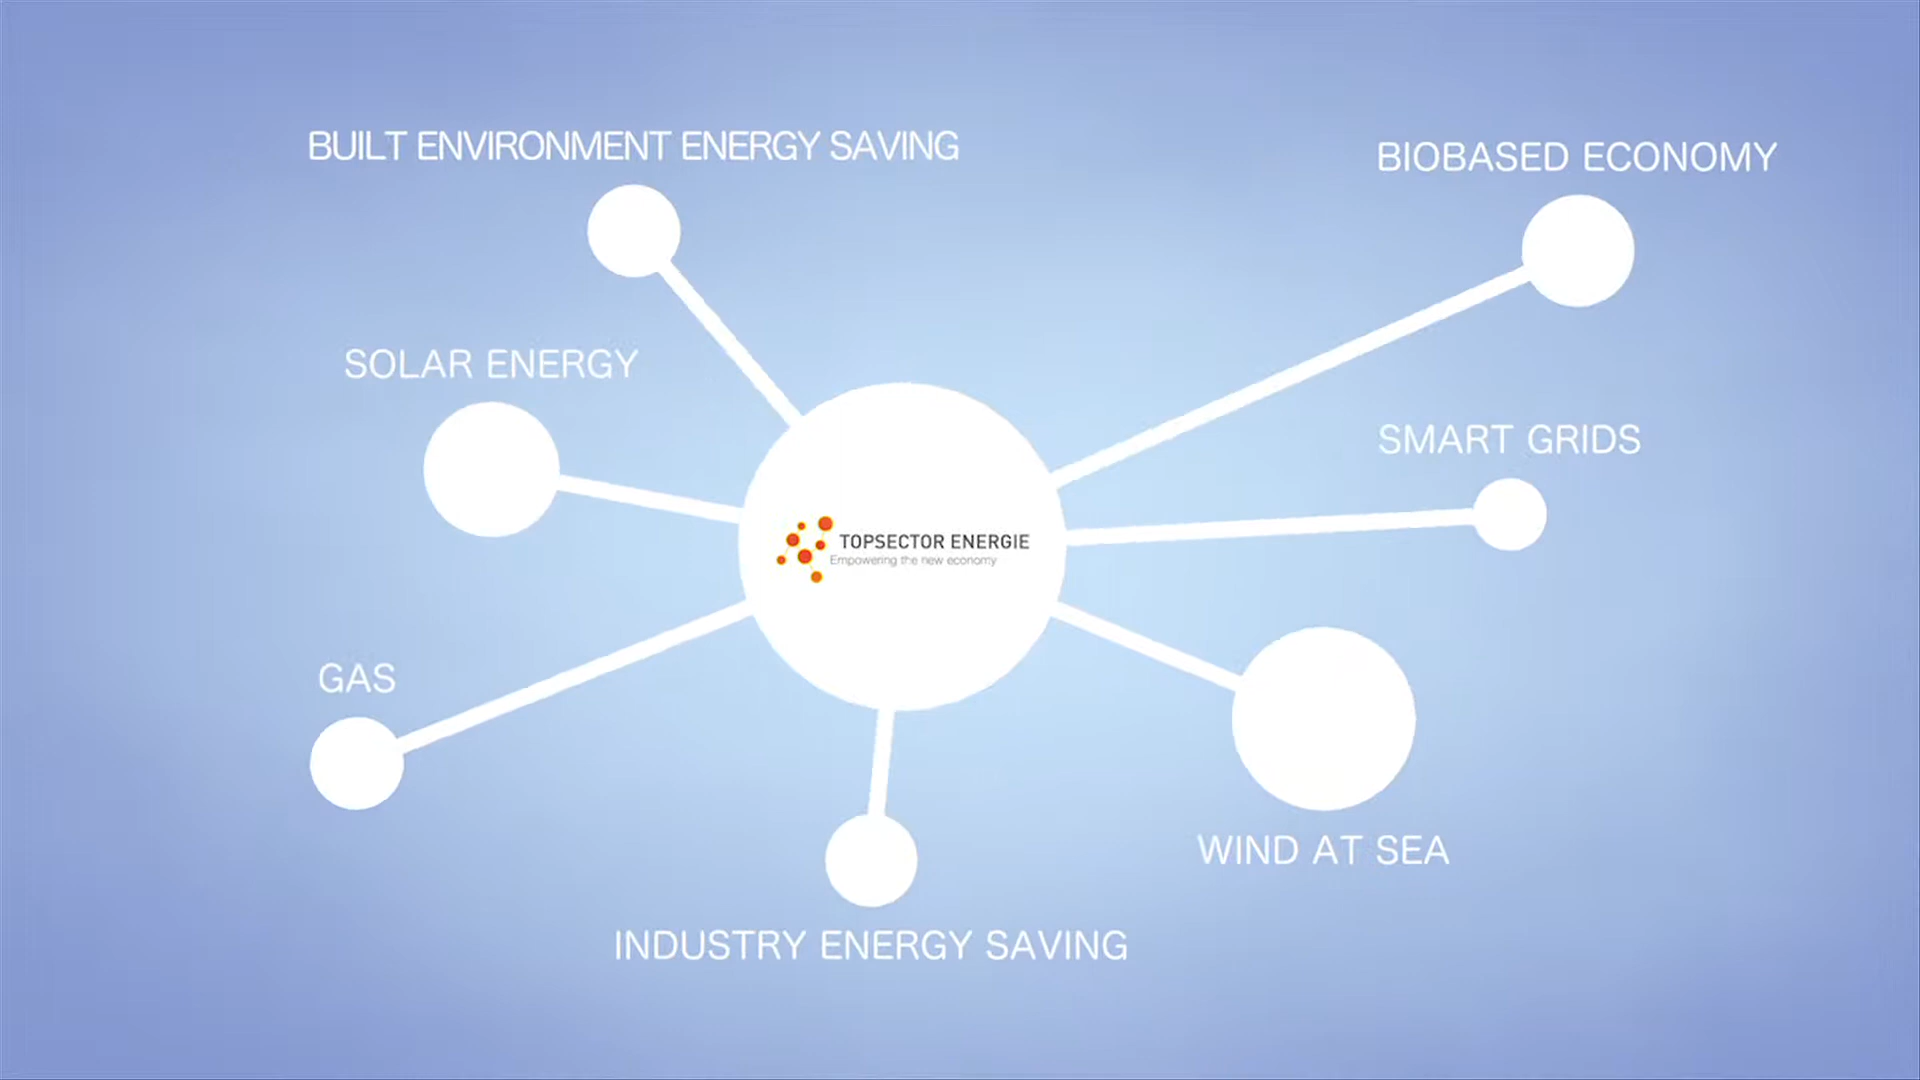 BUILT ENVIRONMENT ENERGY SAVING
BIOBASED ECONOMY
SOLAR ENERGY
SMART GRIDS
TOPSECTOR ENERGIE
Empowering the new economy
GAS
WIND AT SEA
INDUSTRY ENERGY SAVING